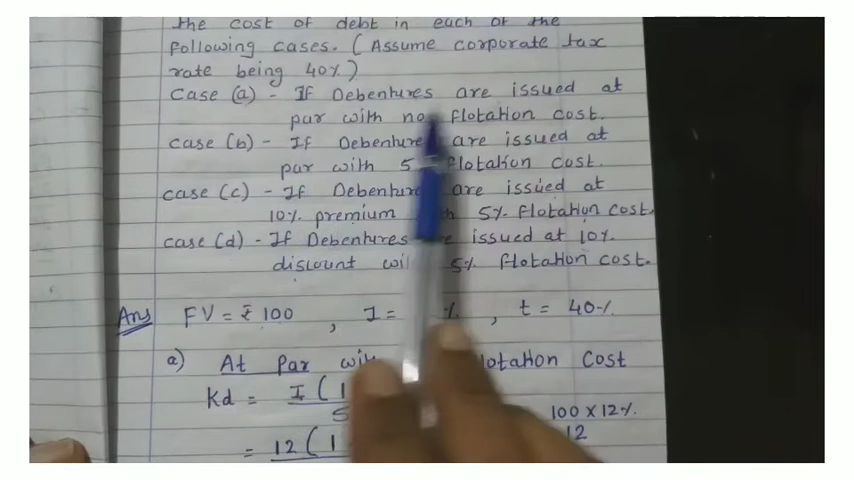 the cost of debt in each of the
following cases. (Assume corporate tax
rate being 40%)
Case (a) - If Debentures are issued at
par with no flotation cost.
case (b) - If Debentures are issued at
par with 5 flotation cost.
case (c) - If Debentur are issued at
10% premium 5% flotation cost.
case (d) - If Debentures issued at 10%
discount wit 5% flotation cost.
Ans FV = ₹ 100 , I = % , t = 40%
a) At Par wi lotation Cost
Kd = I ( 1
100 x 12%
= 12 ( 1
12